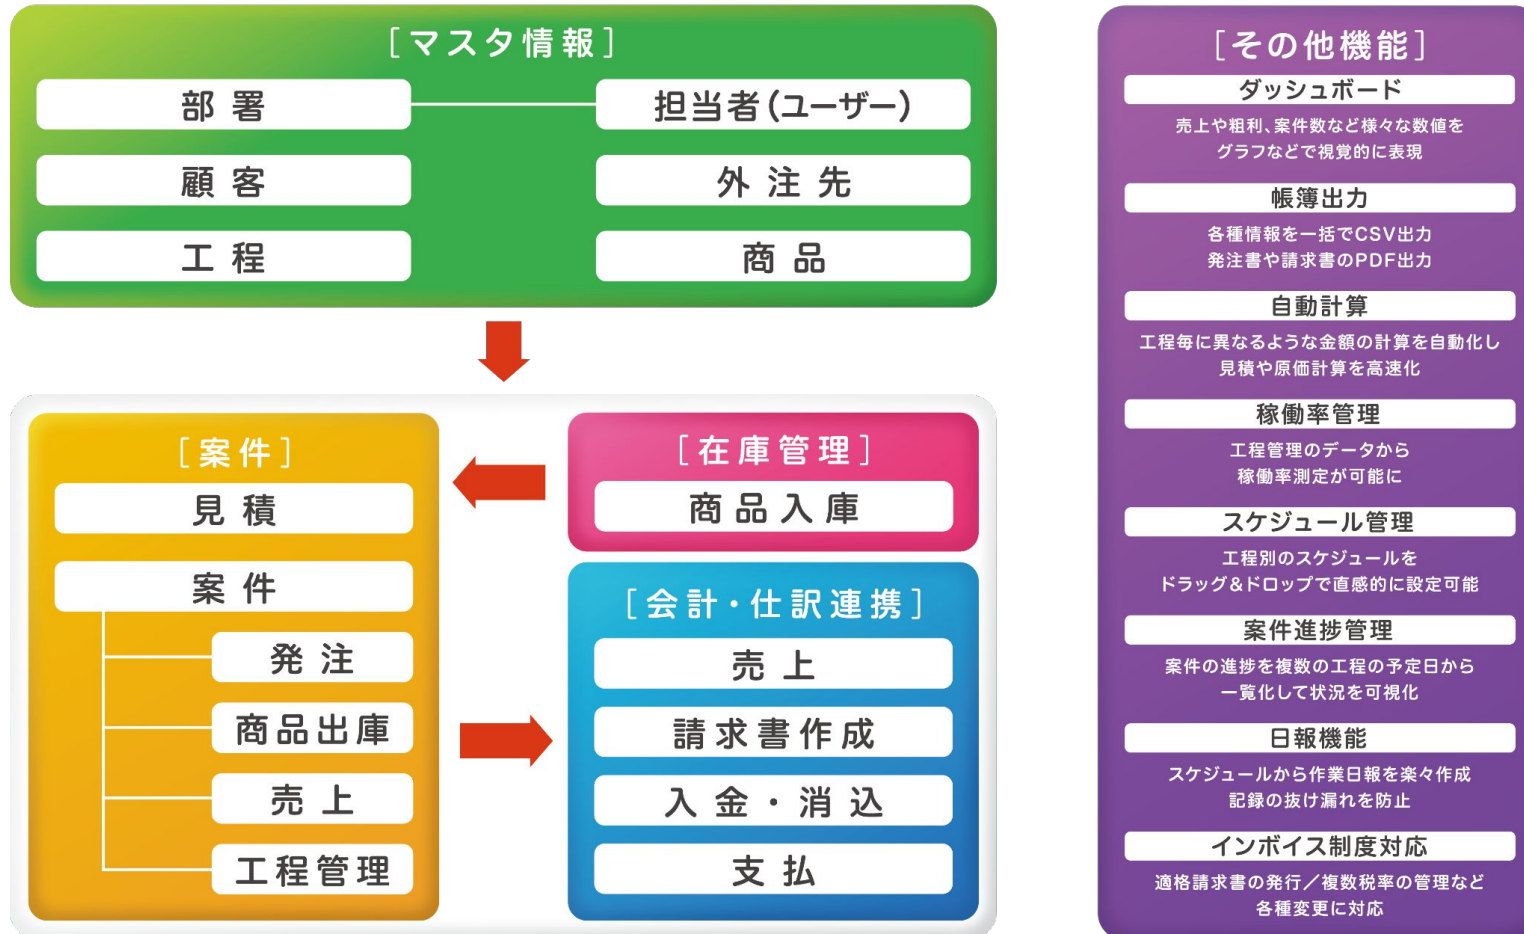 [マスタ情報]
部署
担当者(ユーザー)
顧客
外注先
工程
商品
[案件]
見積
案件
発注
商品出庫
売上
工程管理
[在庫管理]
商品入庫
[会計・仕訳連携]
売上
請求書作成
入金・消込
支払
[その他機能]
ダッシュボード
売上や粗利、案件数など様々な数値を
グラフなどで視覚的に表現
帳簿出力
各種情報を一括でCSV出力
発注書や請求書のPDF出力
自動計算
工程毎に異なるような金額の計算を自動化し
見積や原価計算を高速化
稼働率管理
工程管理のデータから
稼働率測定が可能に
スケジュール管理
工程別のスケジュールを
ドラッグ&ドロップで直感的に設定可能
案件進捗管理
案件の進捗を複数の工程の予定日から
一覧化して状況を可視化
日報機能
スケジュールから作業日報を楽々作成
記録の抜け漏れを防止
インボイス制度対応
適格請求書の発行/複数税率の管理など
各種変更に対応